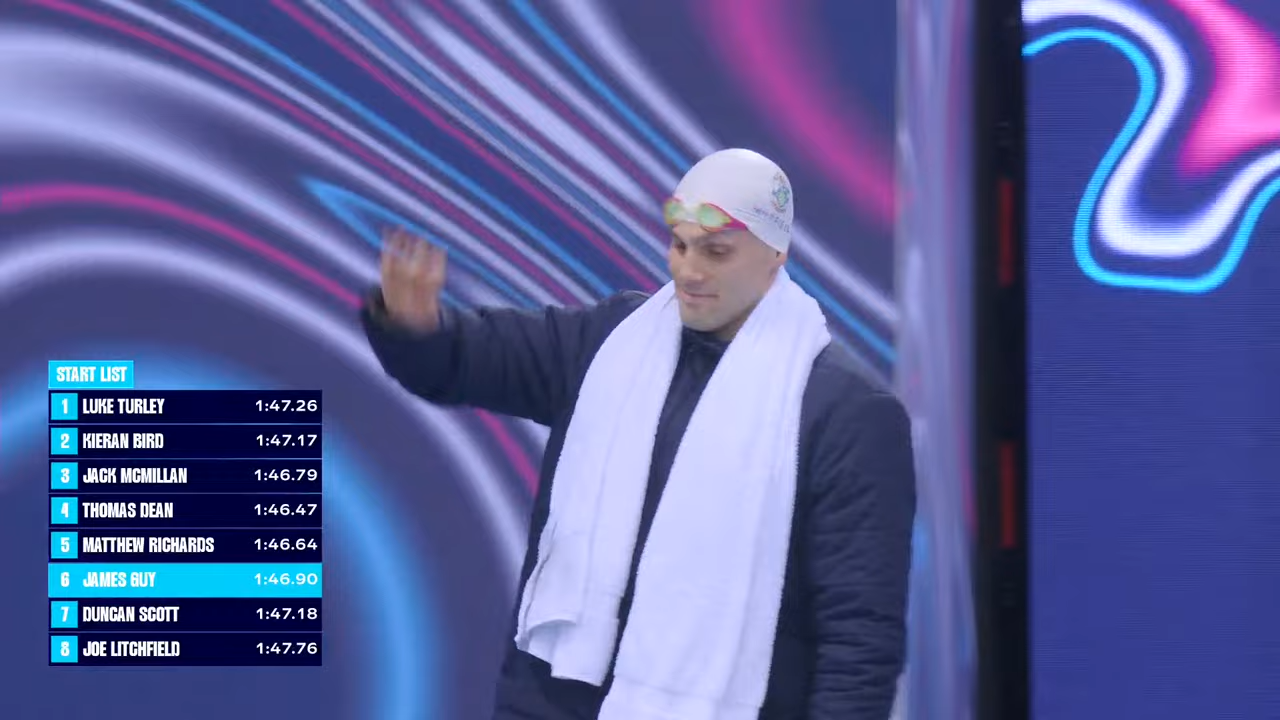 START LIST
1 LUKE TURLEY 1:47.26
2 KIERAN BIRD 1:47.17
3 JACK MCMILLAN 1:46.79
4 THOMAS DEAN 1:46.47
5 MATTHEW RICHARDS 1:46.64
6 JAMES GUY 1:46.90
7 DUNCAN SCOTT 1:47.18
8 JOE LITCHFIELD 1:47.76